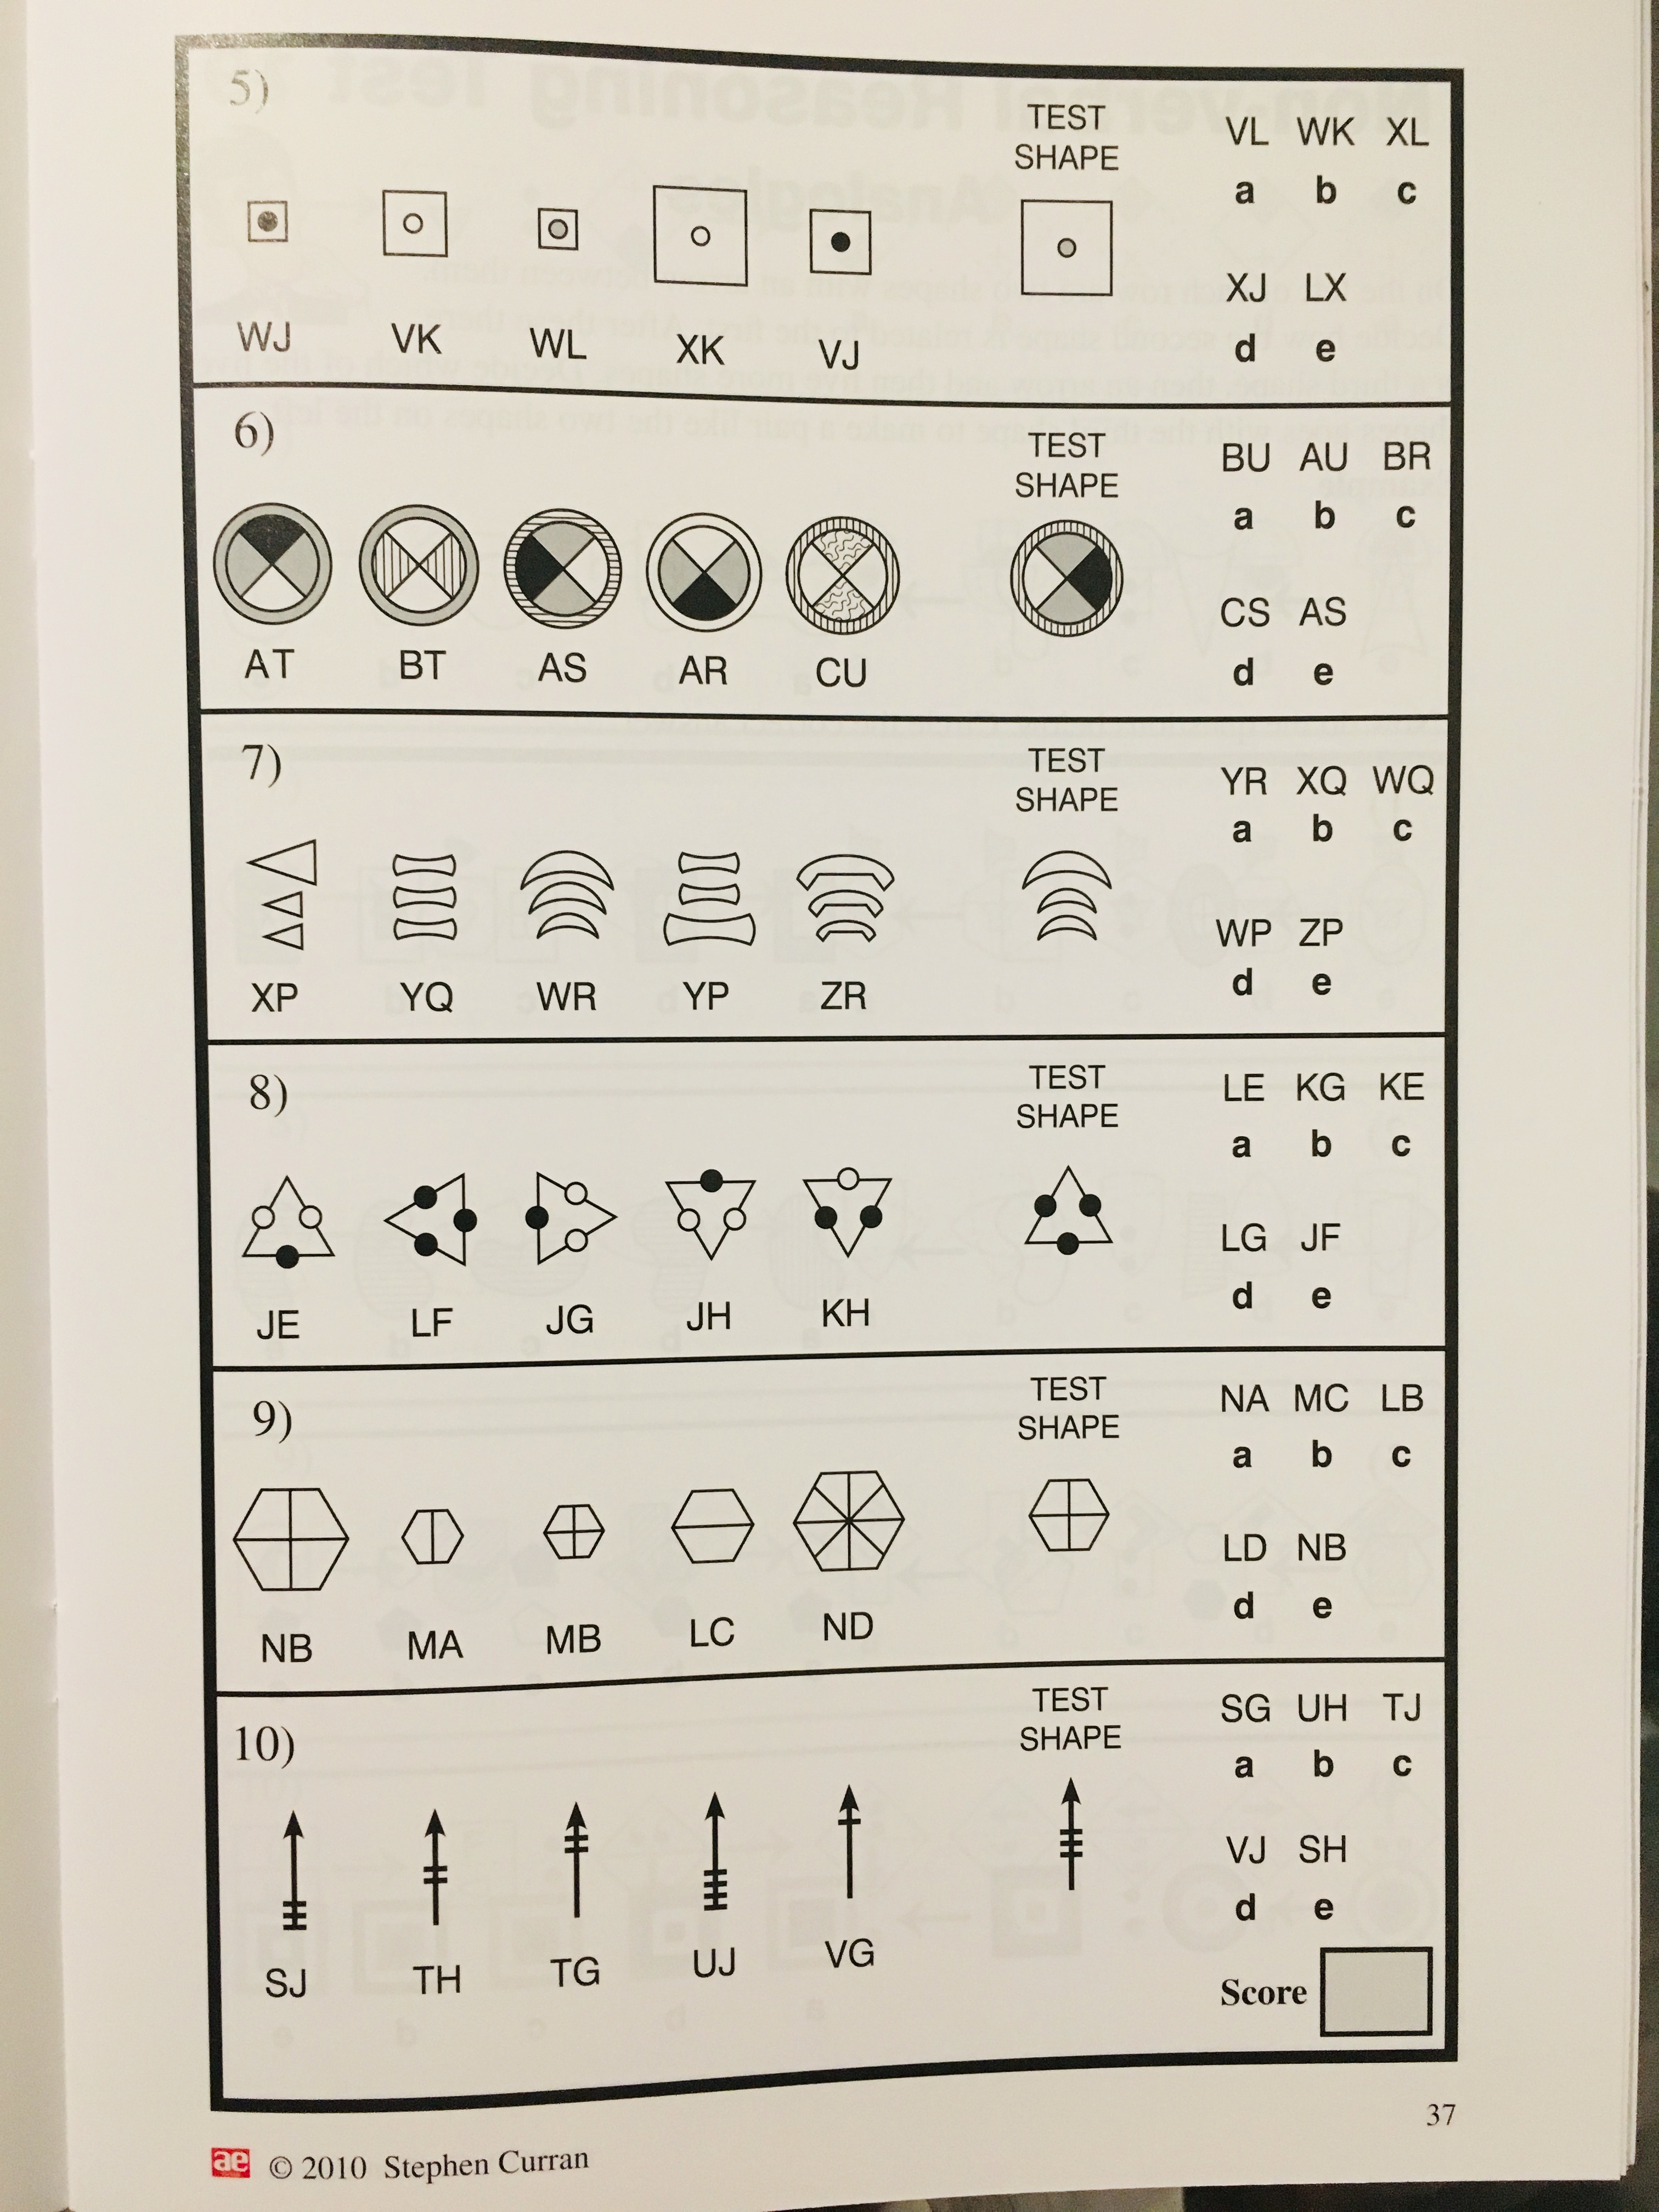 5)
TEST
SHAPE
VL WK XL
a b c
XJ LX
d e
WJ VK WL XK VJ
6)
TEST
SHAPE
BU AU BR
a b c
CS AS
d e
AT BT AS AR CU
7)
TEST
SHAPE
YR XQ WQ
a b c
WP ZP
d e
XP YQ WR YP ZR
8)
TEST
SHAPE
LE KG KE
a b c
LG JF
d e
JE LF JG JH KH
9)
TEST
SHAPE
NA MC LB
a b c
LD NB
d e
NB MA MB LC ND
10)
TEST
SHAPE
SG UH TJ
a b c
VJ SH
d e
SJ TH TG UJ VG
Score
37
ae © 2010 Stephen Curran